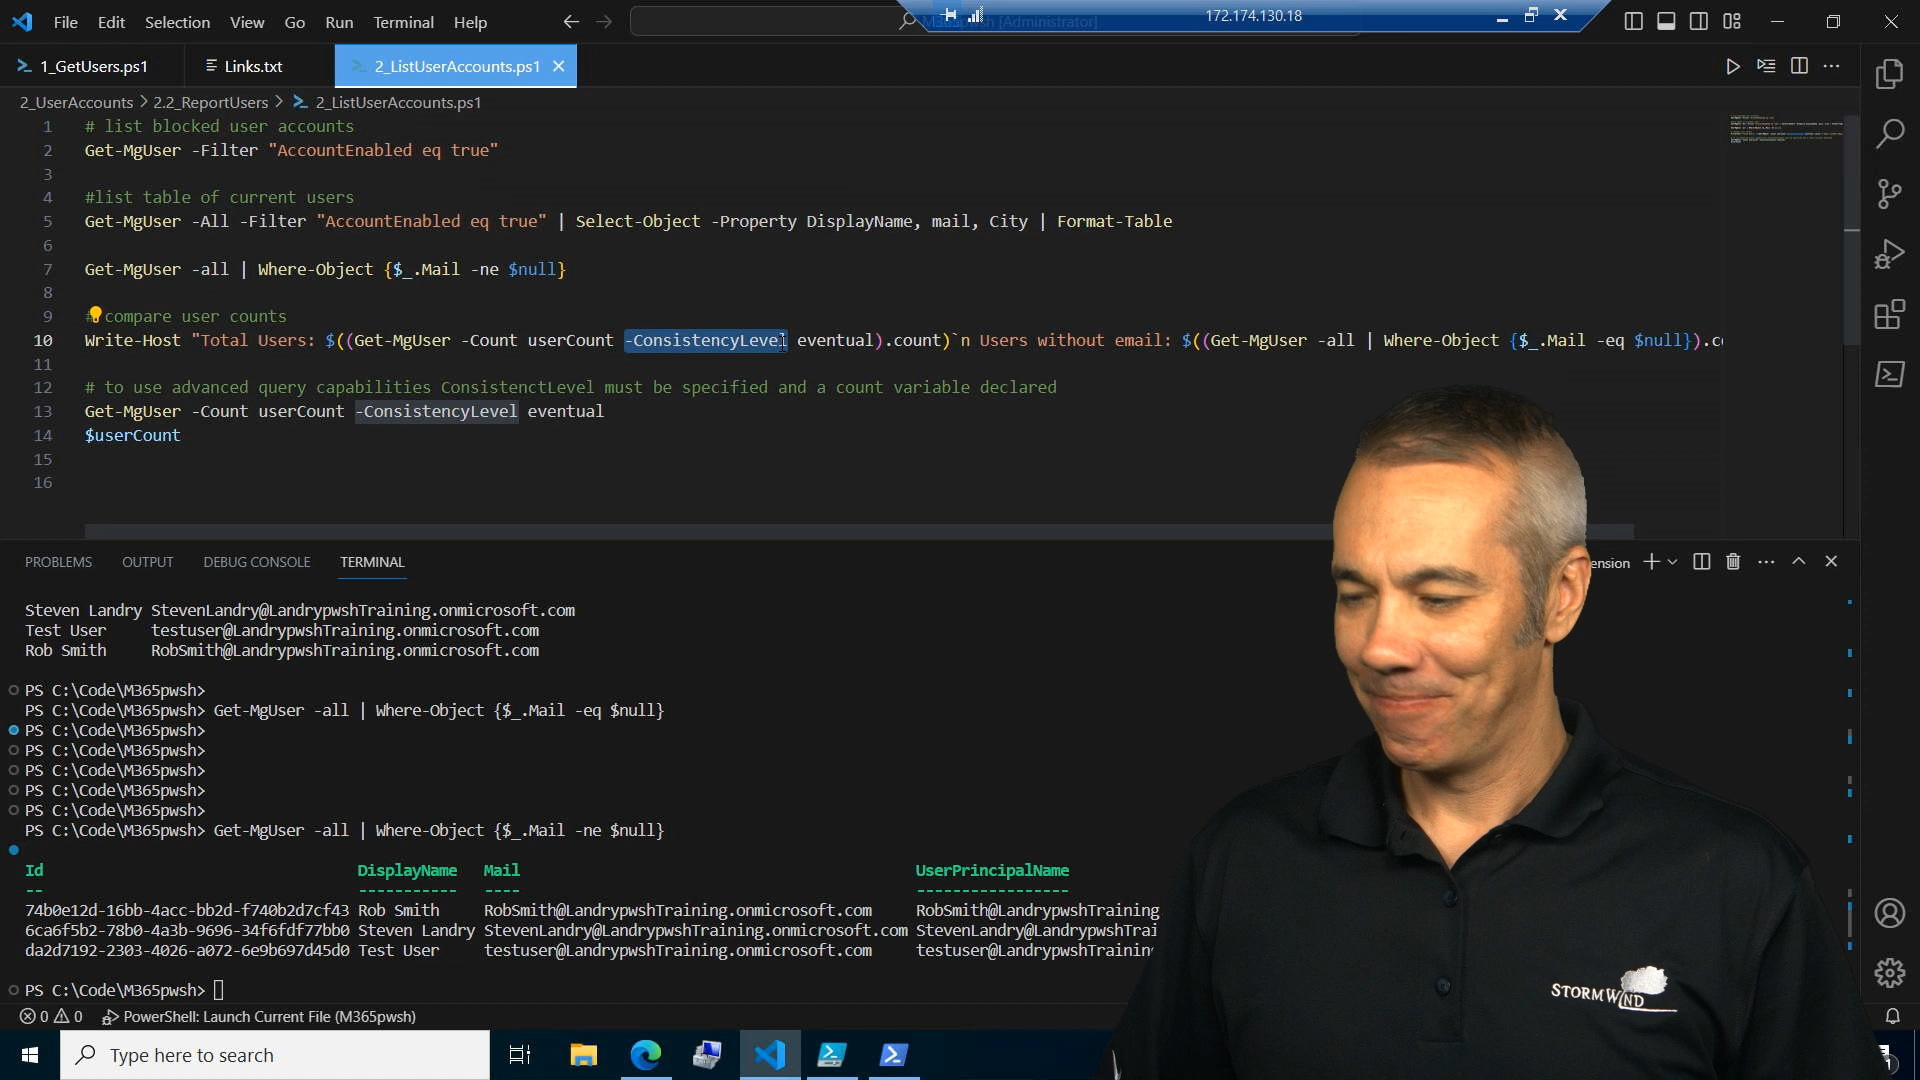 File Edit Selection View Go Run Terminal Help
[Administrator]
172.174.130.18
1_GetUsers.ps1
Links.txt
2_ListUserAccounts.ps1
2_UserAccounts > 2.2_ReportUsers > 2_ListUserAccounts.ps1
1 # list blocked user accounts
2 Get-MgUser -Filter "AccountEnabled eq true"
3
4 #list table of current users
5 Get-MgUser -All -Filter "AccountEnabled eq true" | Select-Object -Property DisplayName, mail, City | Format-Table
6
7 Get-MgUser -all | Where-Object {$_.Mail -ne $null}
8
9 # compare user counts
10 Write-Host "Total Users: $((Get-MgUser -Count userCount -ConsistencyLevel eventual).count)`n Users without email: $((Get-MgUser -all | Where-Object {$_.Mail -eq $null}).co
11
12 # to use advanced query capabilities ConsistenctLevel must be specified and a count variable declared
13 Get-MgUser -Count userCount -ConsistencyLevel eventual
14 $userCount
15
16
PROBLEMS OUTPUT DEBUG CONSOLE TERMINAL
ension
Steven Landry StevenLandry@LandrypwshTraining.onmicrosoft.com
Test User testuser@LandrypwshTraining.onmicrosoft.com
Rob Smith RobSmith@LandrypwshTraining.onmicrosoft.com
PS C:\Code\M365pwsh>
PS C:\Code\M365pwsh> Get-MgUser -all | Where-Object {$_.Mail -eq $null}
PS C:\Code\M365pwsh>
PS C:\Code\M365pwsh>
PS C:\Code\M365pwsh>
PS C:\Code\M365pwsh>
PS C:\Code\M365pwsh>
PS C:\Code\M365pwsh> Get-MgUser -all | Where-Object {$_.Mail -ne $null}
Id DisplayName Mail UserPrincipalName
-- ----------- ---- -----------------
74b0e12d-16bb-4acc-bb2d-f740b2d7cf43 Rob Smith RobSmith@LandrypwshTraining.onmicrosoft.com RobSmith@LandrypwshTraining
6ca6f5b2-78b0-4a3b-9696-34f6fdf77bb0 Steven Landry StevenLandry@LandrypwshTraining.onmicrosoft.com StevenLandry@LandrypwshTrai
da2d7192-2303-4026-a072-6e9b697d45d0 Test User testuser@LandrypwshTraining.onmicrosoft.com testuser@LandrypwshTrainin
PS C:\Code\M365pwsh>
STORMWIND
0 0 PowerShell: Launch Current File (M365pwsh)
Type here to search
1